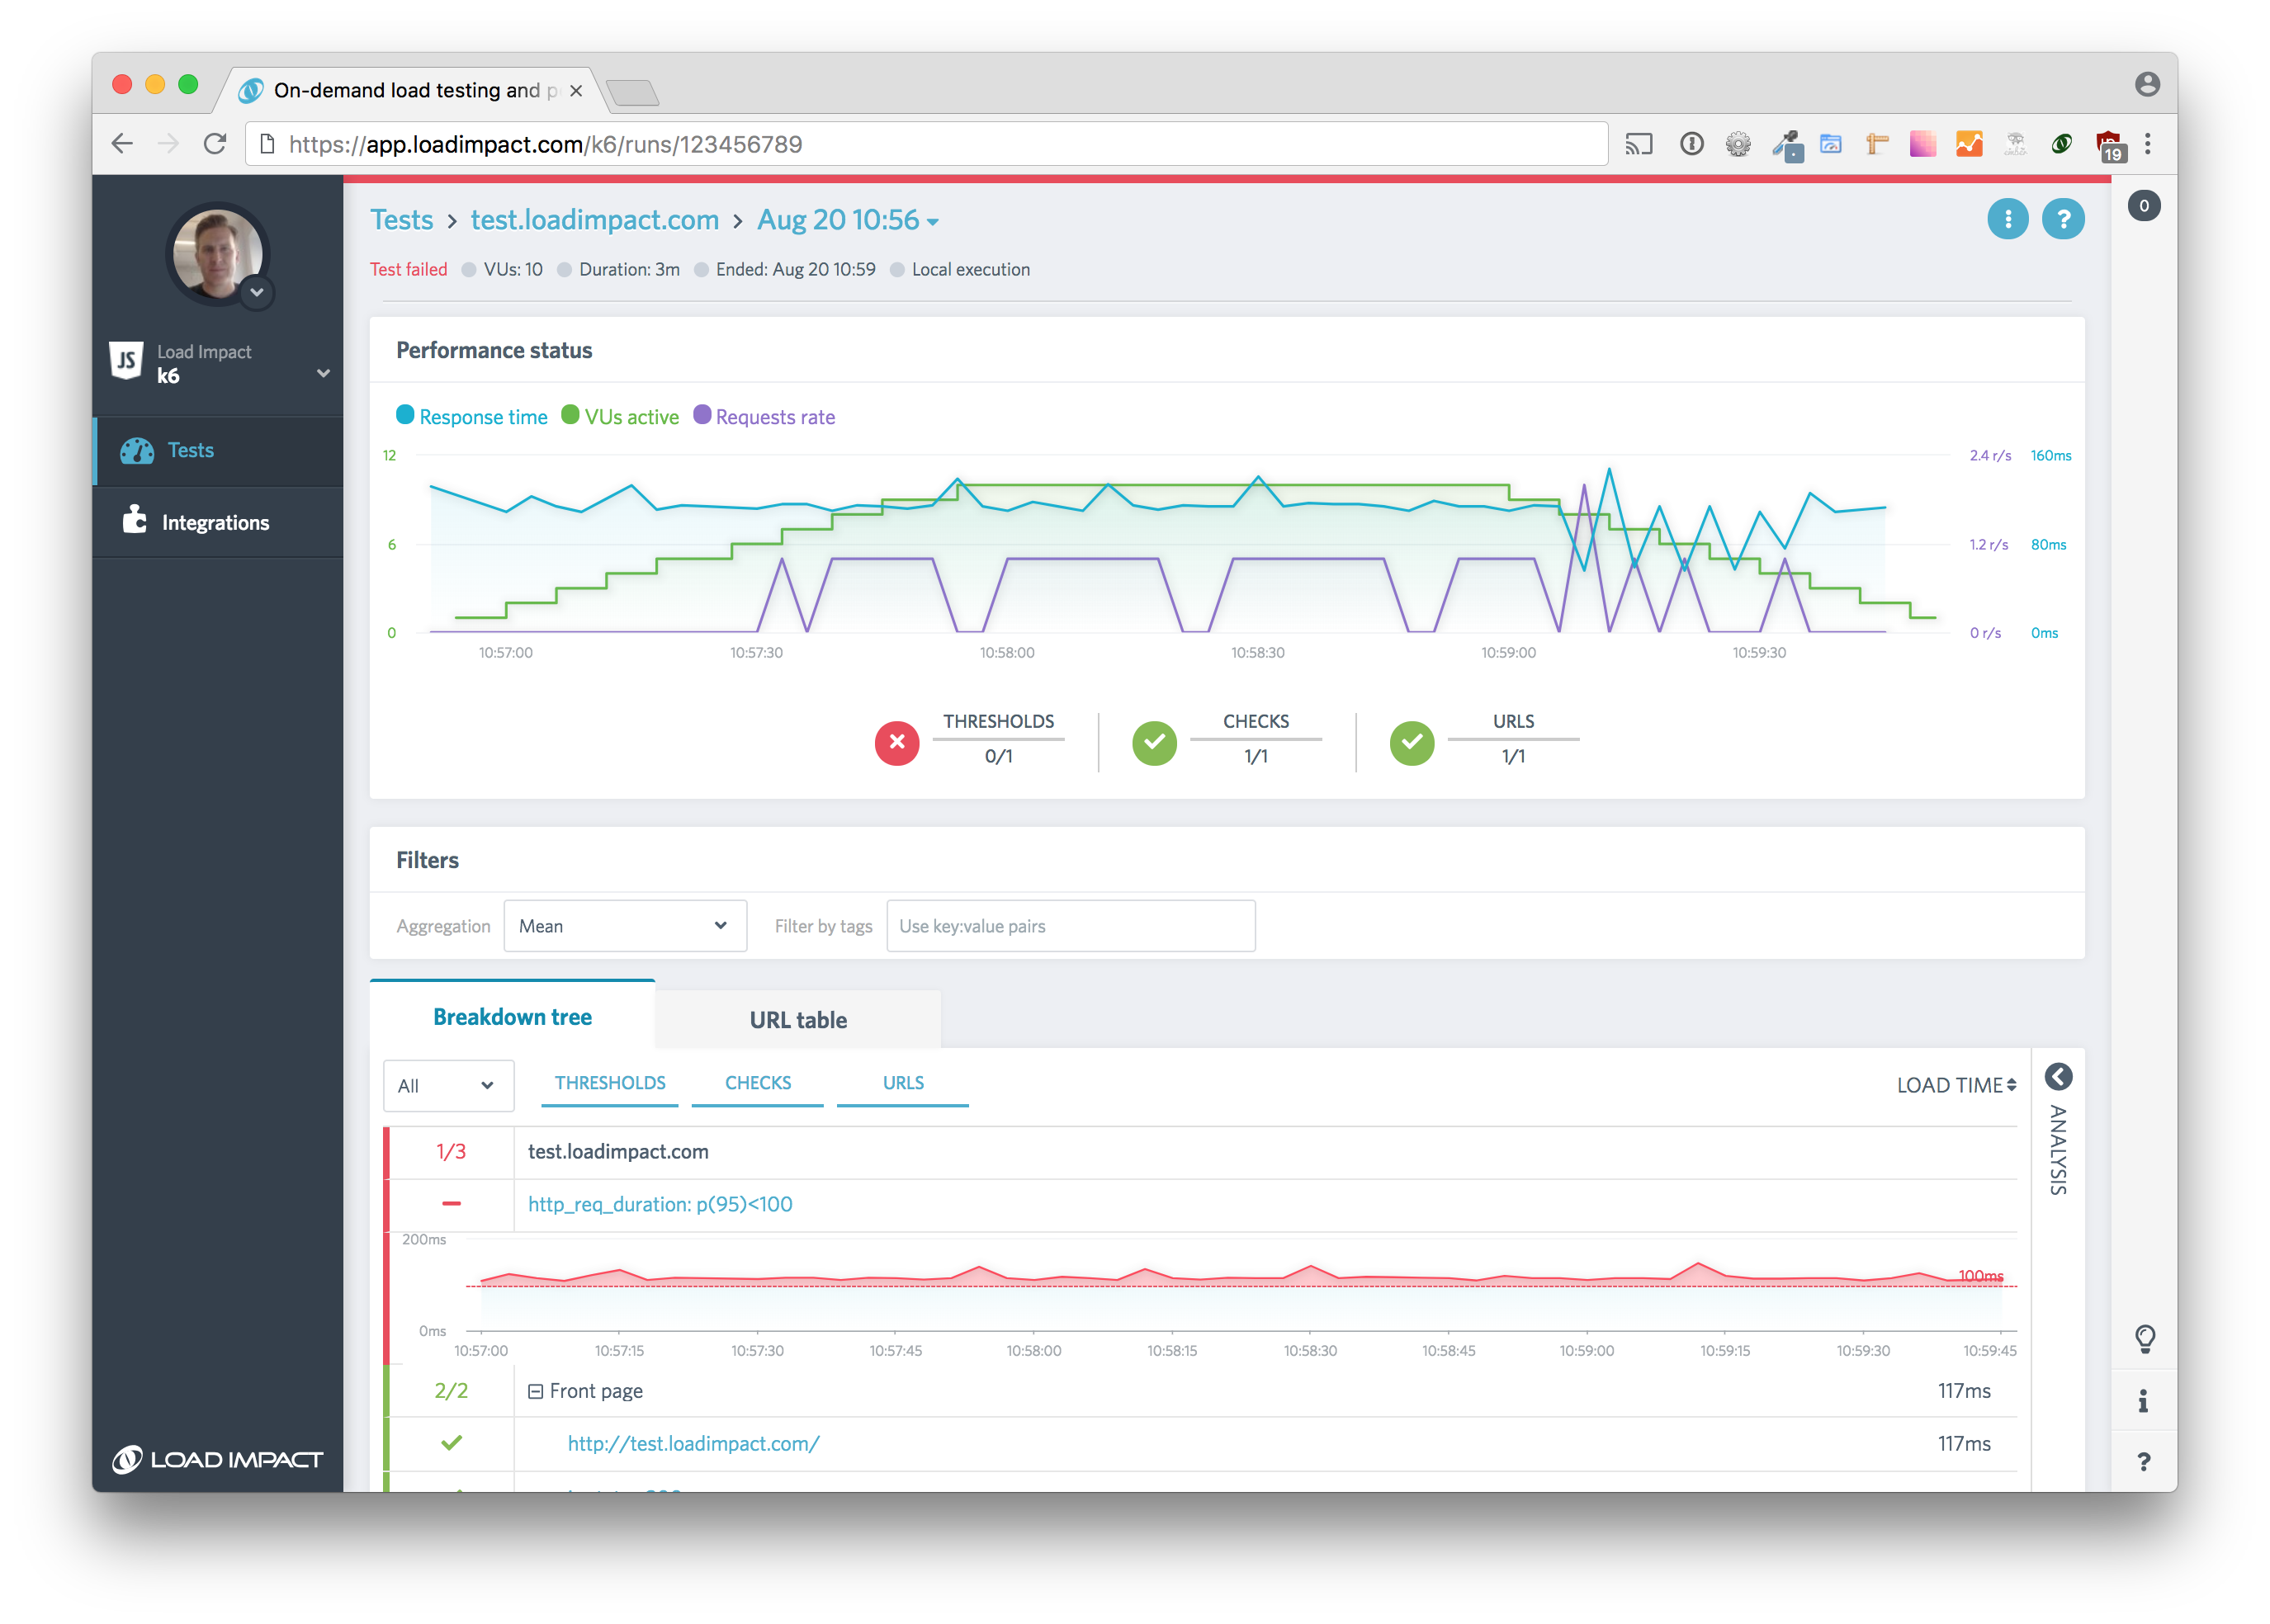 On-demand load testing and p
https://app.loadimpact.com/k6/runs/123456789
19
0
Tests > test.loadimpact.com > Aug 20 10:56
Test failed VUs: 10 Duration: 3m Ended: Aug 20 10:59 Local execution
JS
Load Impact
k6
Tests
Integrations
LOAD IMPACT
Performance status
Response time VUs active Requests rate
12 2.4 r/s 160ms
6 1.2 r/s 80ms
0 0 r/s 0ms
10:57:00 10:57:30 10:58:00 10:58:30 10:59:00 10:59:30
THRESHOLDS CHECKS URLS
0/1 1/1 1/1
Filters
Aggregation Mean Filter by tags Use key:value pairs
Breakdown tree URL table
All THRESHOLDS CHECKS URLS LOAD TIME
ANALYSIS
1/3 test.loadimpact.com
http_req_duration: p(95)<100
200ms
100ms
0ms
10:57:00 10:57:15 10:57:30 10:57:45 10:58:00 10:58:15 10:58:30 10:58:45 10:59:00 10:59:15 10:59:30 10:59:45
2/2 Front page 117ms
http://test.loadimpact.com/ 117ms